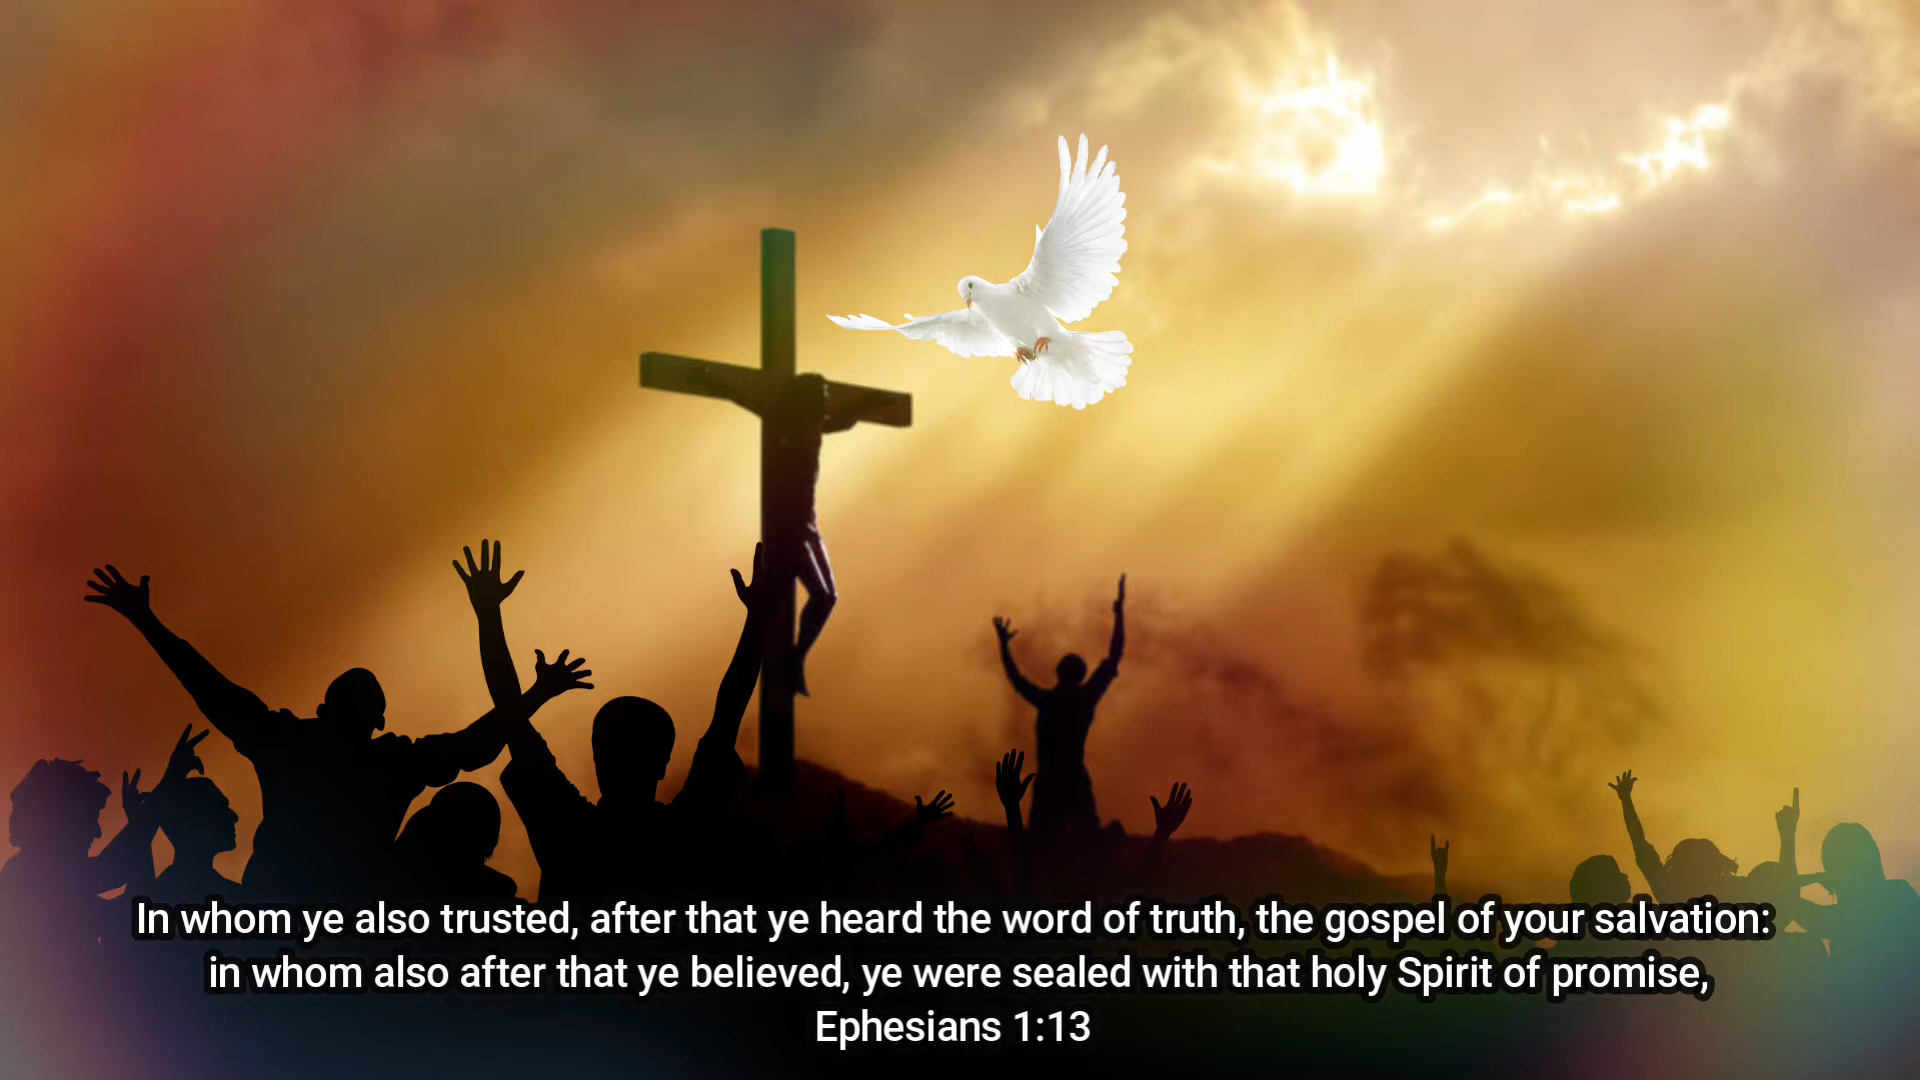 In whom ye also trusted, after that ye heard the word of truth, the gospel of your salvation:
in whom also after that ye believed, ye were sealed with that holy Spirit of promise,
Ephesians 1:13